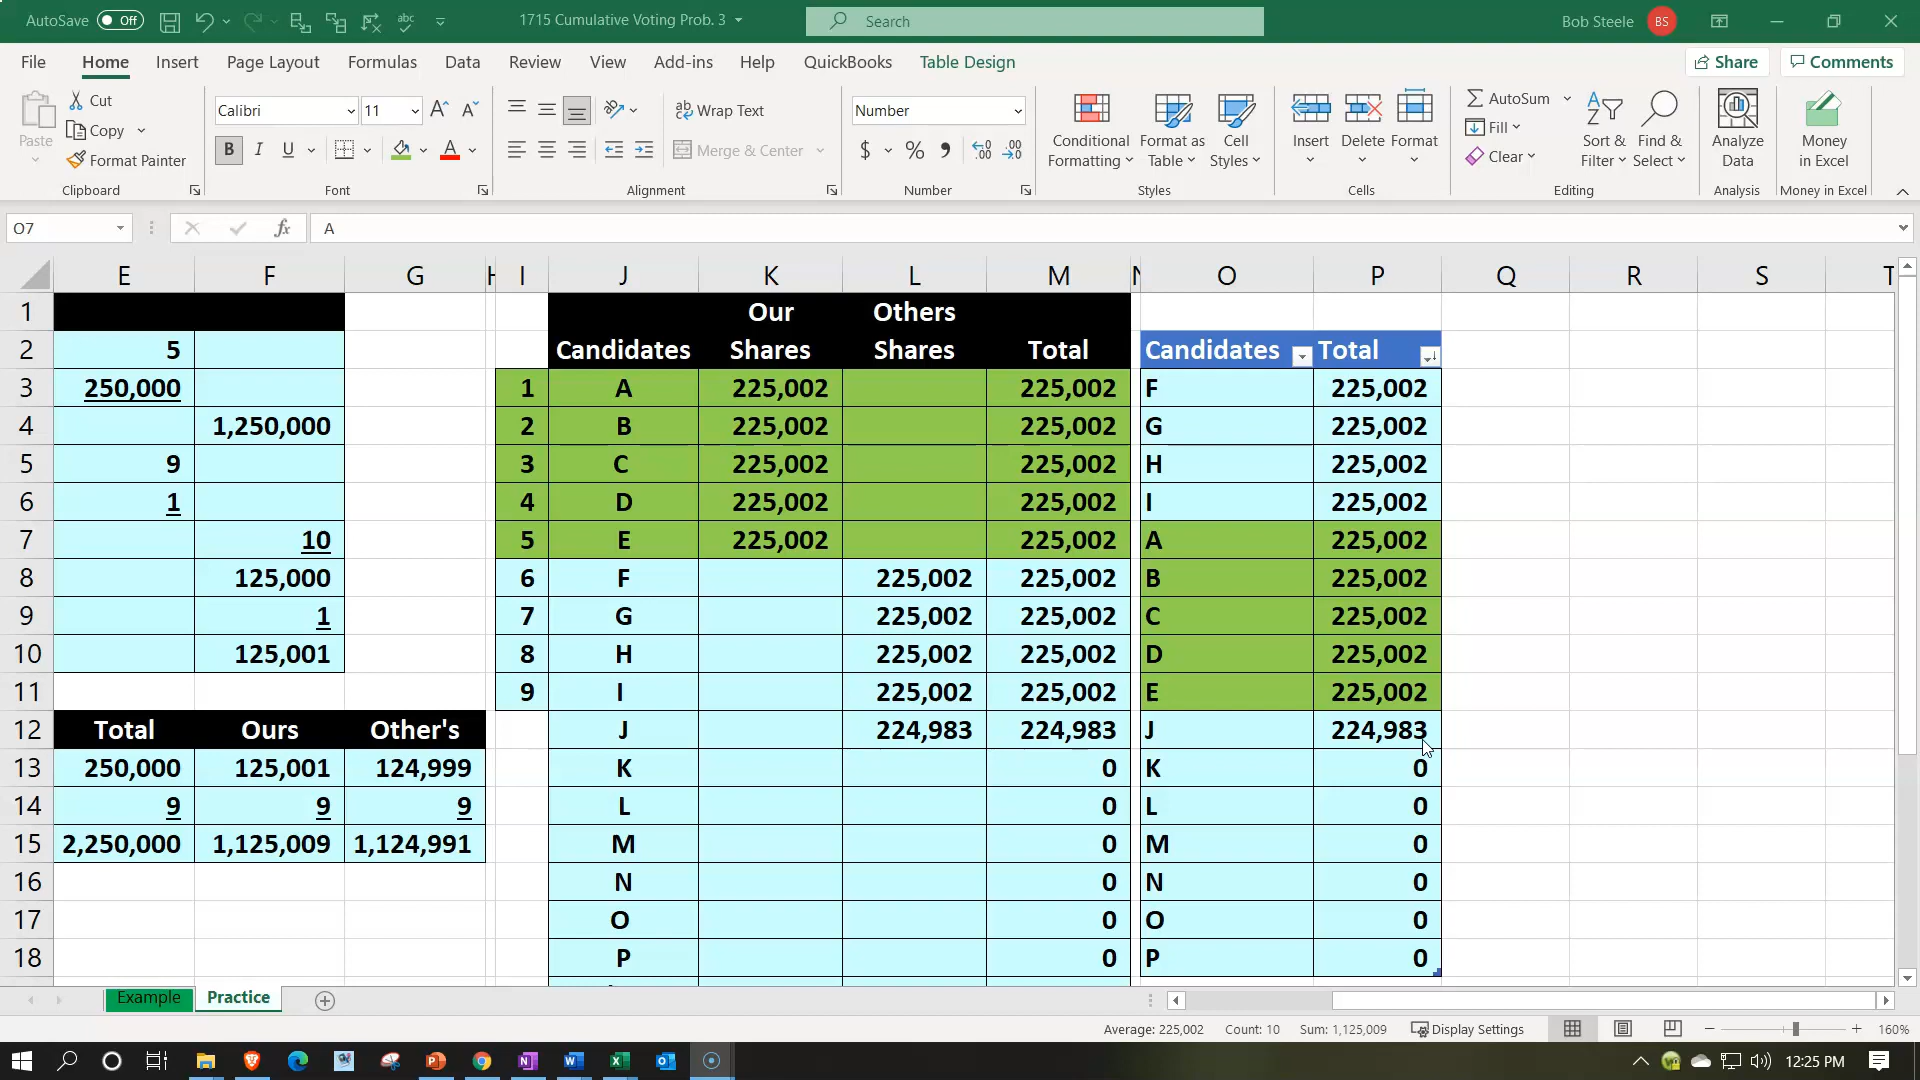 AutoSave Off 1715 Cumulative Voting Prob. 3 Search Bob Steele BS
File Home Insert Page Layout Formulas Data Review View Add-ins Help QuickBooks Table Design Share Comments
Paste Cut Copy Format Painter Clipboard
Calibri 11 B I U A Font
Wrap Text Merge & Center Alignment
Number $ % Number
Conditional Formatting Format as Table Cell Styles Styles
Insert Delete Format Cells
AutoSum Fill Clear Sort & Filter Find & Select Editing
Analyze Data Analysis
Money in Excel Money in Excel
O7 fx A
E F G H I J K L M N O P Q R S T
1 Our Others
2 5 Candidates Shares Shares Total Candidates Total
3 250,000 1 A 225,002 225,002 F 225,002
4 1,250,000 2 B 225,002 225,002 G 225,002
5 9 3 C 225,002 225,002 H 225,002
6 1 4 D 225,002 225,002 I 225,002
7 10 5 E 225,002 225,002 A 225,002
8 125,000 6 F 225,002 225,002 B 225,002
9 1 7 G 225,002 225,002 C 225,002
10 125,001 8 H 225,002 225,002 D 225,002
11 9 I 225,002 225,002 E 225,002
12 Total Ours Other's J 224,983 224,983 J 224,983
13 250,000 125,001 124,999 K 0 K 0
14 9 9 9 L 0 L 0
15 2,250,000 1,125,009 1,124,991 M 0 M 0
16 N 0 N 0
17 O 0 O 0
18 P 0 P 0
Example Practice
Average: 225,002 Count: 10 Sum: 1,125,009 Display Settings 160%
12:25 PM